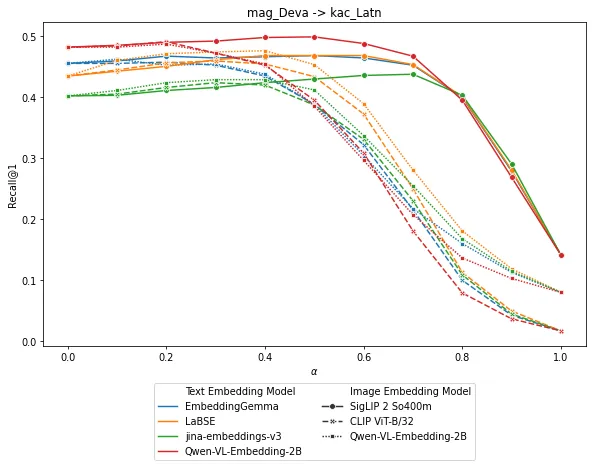 mag_Deva -> kac_Latn
Recall@1
0.5
0.4
0.3
0.2
0.1
0.0
0.0 0.2 0.4 0.6 0.8 1.0
α
Text Embedding Model
EmbeddingGemma
LaBSE
jina-embeddings-v3
Qwen-VL-Embedding-2B
Image Embedding Model
SigLIP 2 So400m
CLIP ViT-B/32
Qwen-VL-Embedding-2B